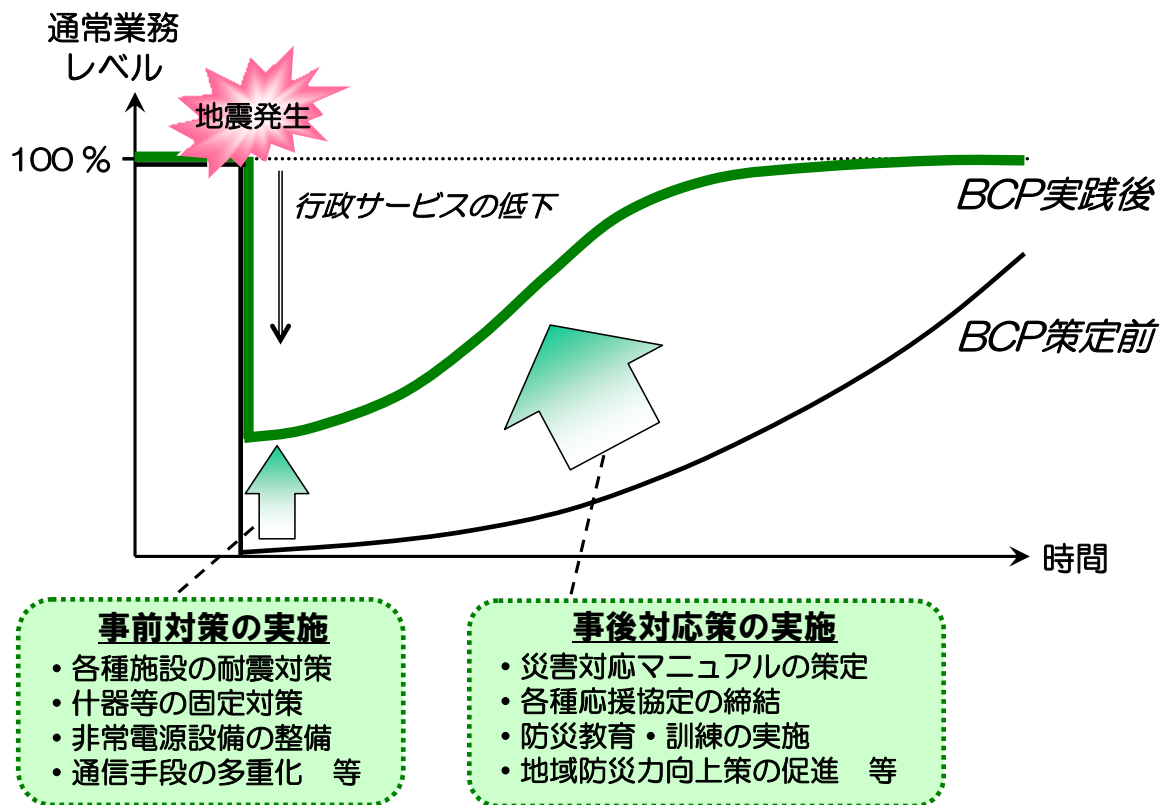 通常業務
レベル
地震発生
100 %
行政サービスの低下
BCP実践後
BCP策定前
時間
事前対策の実施
・各種施設の耐震対策
・什器等の固定対策
・非常電源設備の整備
・通信手段の多重化　等
事後対応策の実施
・災害対応マニュアルの策定
・各種応援協定の締結
・防災教育・訓練の実施
・地域防災力向上策の促進　等